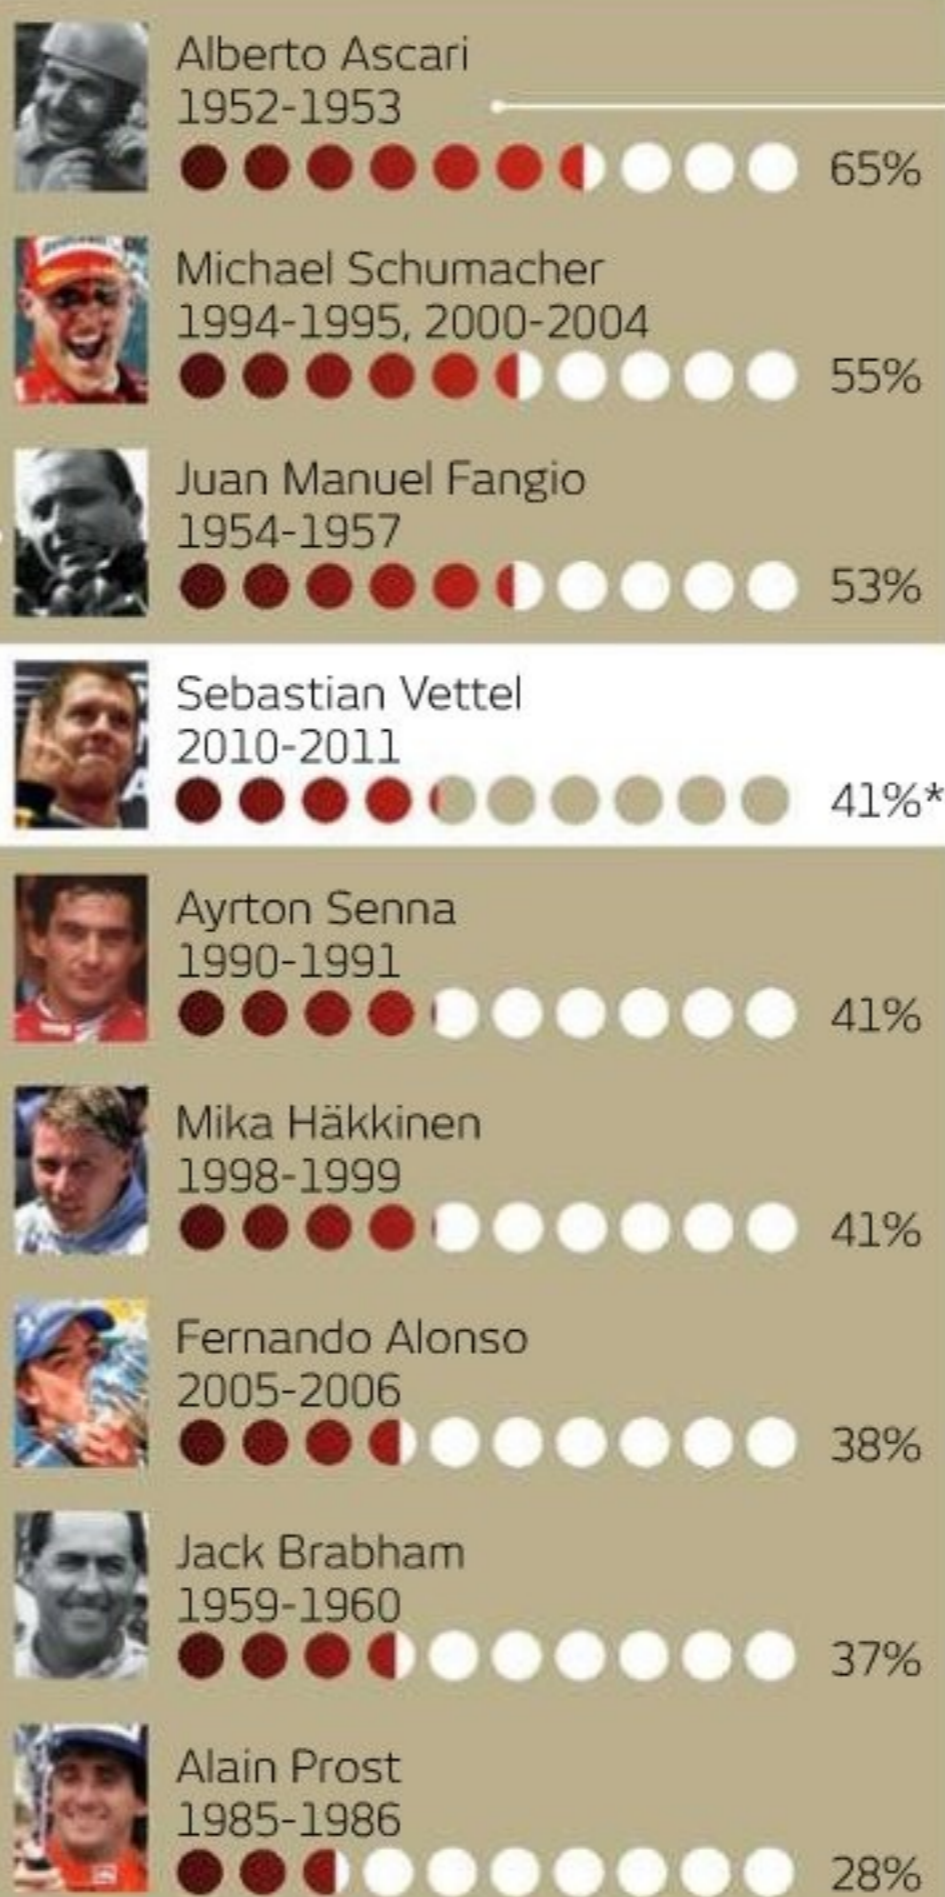 Alberto Ascari
1952-1953
65%
Michael Schumacher
1994-1995, 2000-2004
55%
Juan Manuel Fangio
1954-1957
53%
Sebastian Vettel
2010-2011
41%*
Ayrton Senna
1990-1991
41%
Mika Häkkinen
1998-1999
41%
Fernando Alonso
2005-2006
38%
Jack Brabham
1959-1960
37%
Alain Prost
1985-1986
28%